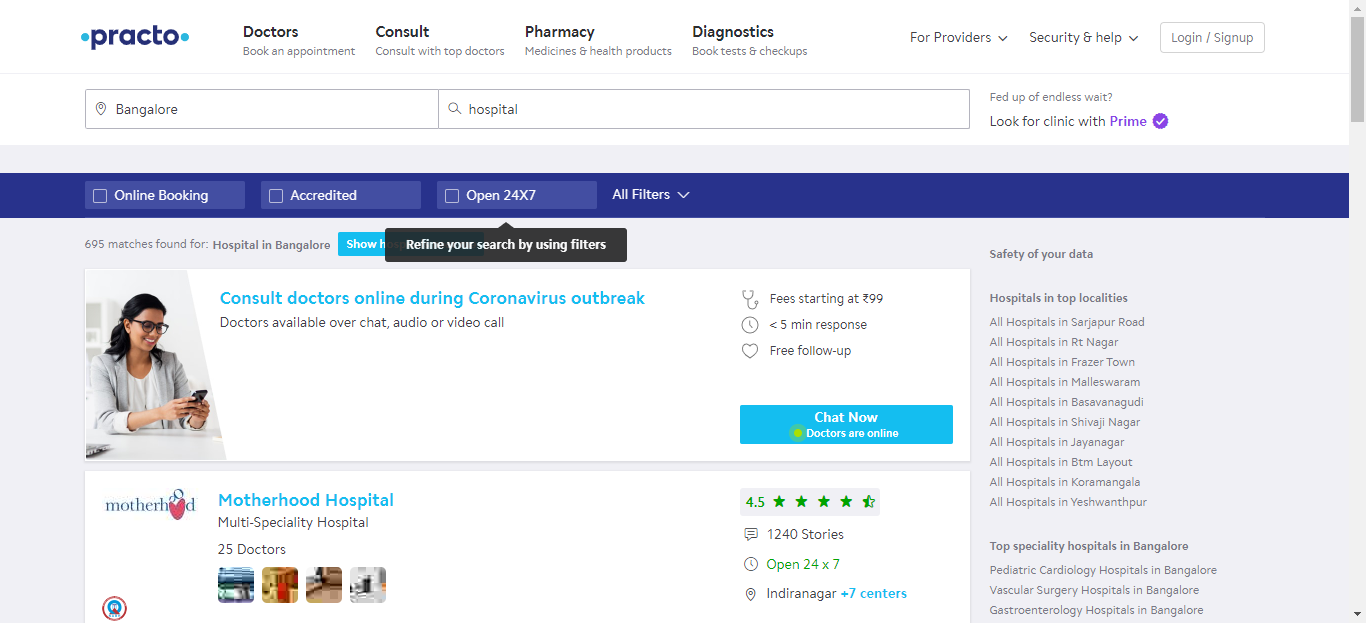 practo
Doctors
Book an appointment
Consult
Consult with top doctors
Pharmacy
Medicines & health products
Diagnostics
Book tests & checkups
For Providers
Security & help
Login / Signup
Bangalore
hospital
Fed up of endless wait?
Look for clinic with Prime
Online Booking
Accredited
Open 24X7
All Filters
695 matches found for: Hospital in Bangalore
Show
Refine your search by using filters
Consult doctors online during Coronavirus outbreak
Doctors available over chat, audio or video call
Fees starting at ₹99
< 5 min response
Free follow-up
Chat Now
Doctors are online
motherhood
Motherhood Hospital
Multi-Speciality Hospital
25 Doctors
4.5
1240 Stories
Open 24 x 7
Indiranagar +7 centers
Safety of your data
Hospitals in top localities
All Hospitals in Sarjapur Road
All Hospitals in Rt Nagar
All Hospitals in Frazer Town
All Hospitals in Malleswaram
All Hospitals in Basavanagudi
All Hospitals in Shivaji Nagar
All Hospitals in Jayanagar
All Hospitals in Btm Layout
All Hospitals in Koramangala
All Hospitals in Yeshwanthpur
Top speciality hospitals in Bangalore
Pediatric Cardiology Hospitals in Bangalore
Vascular Surgery Hospitals in Bangalore
Gastroenterology Hospitals in Bangalore